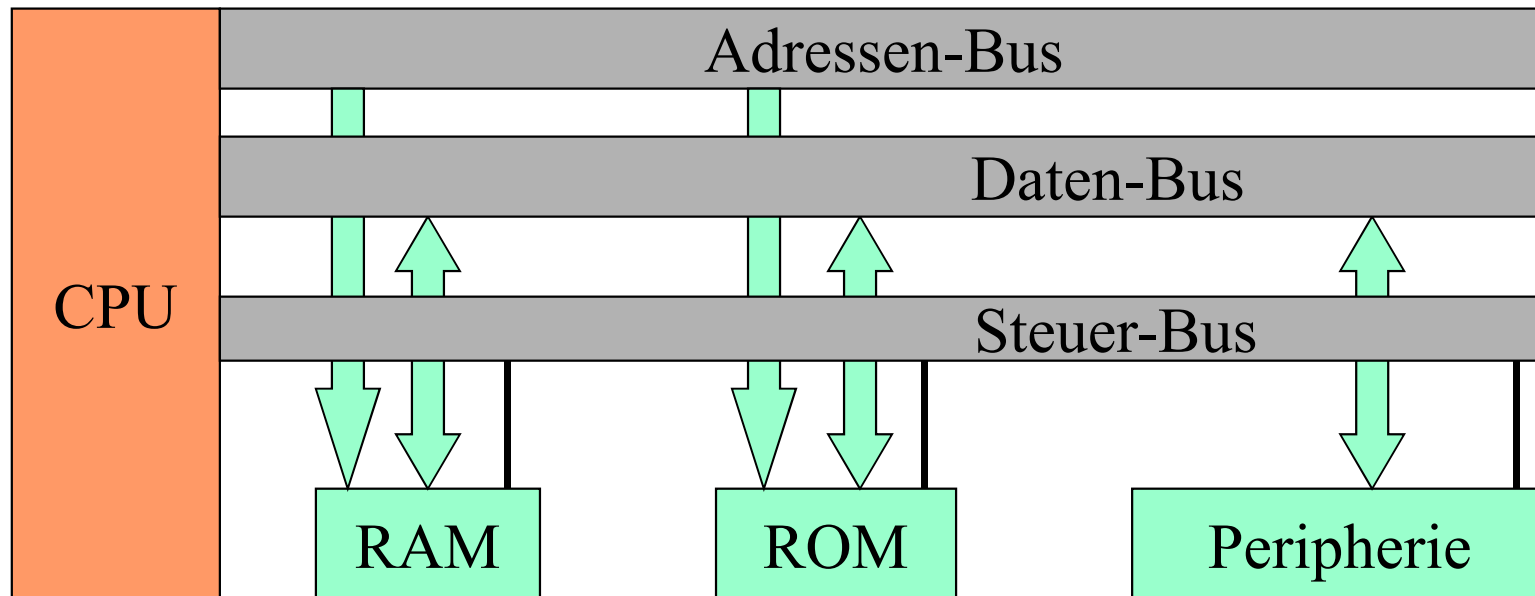 Adressen-Bus
Daten-Bus
CPU
Steuer-Bus
RAM
ROM
Peripherie